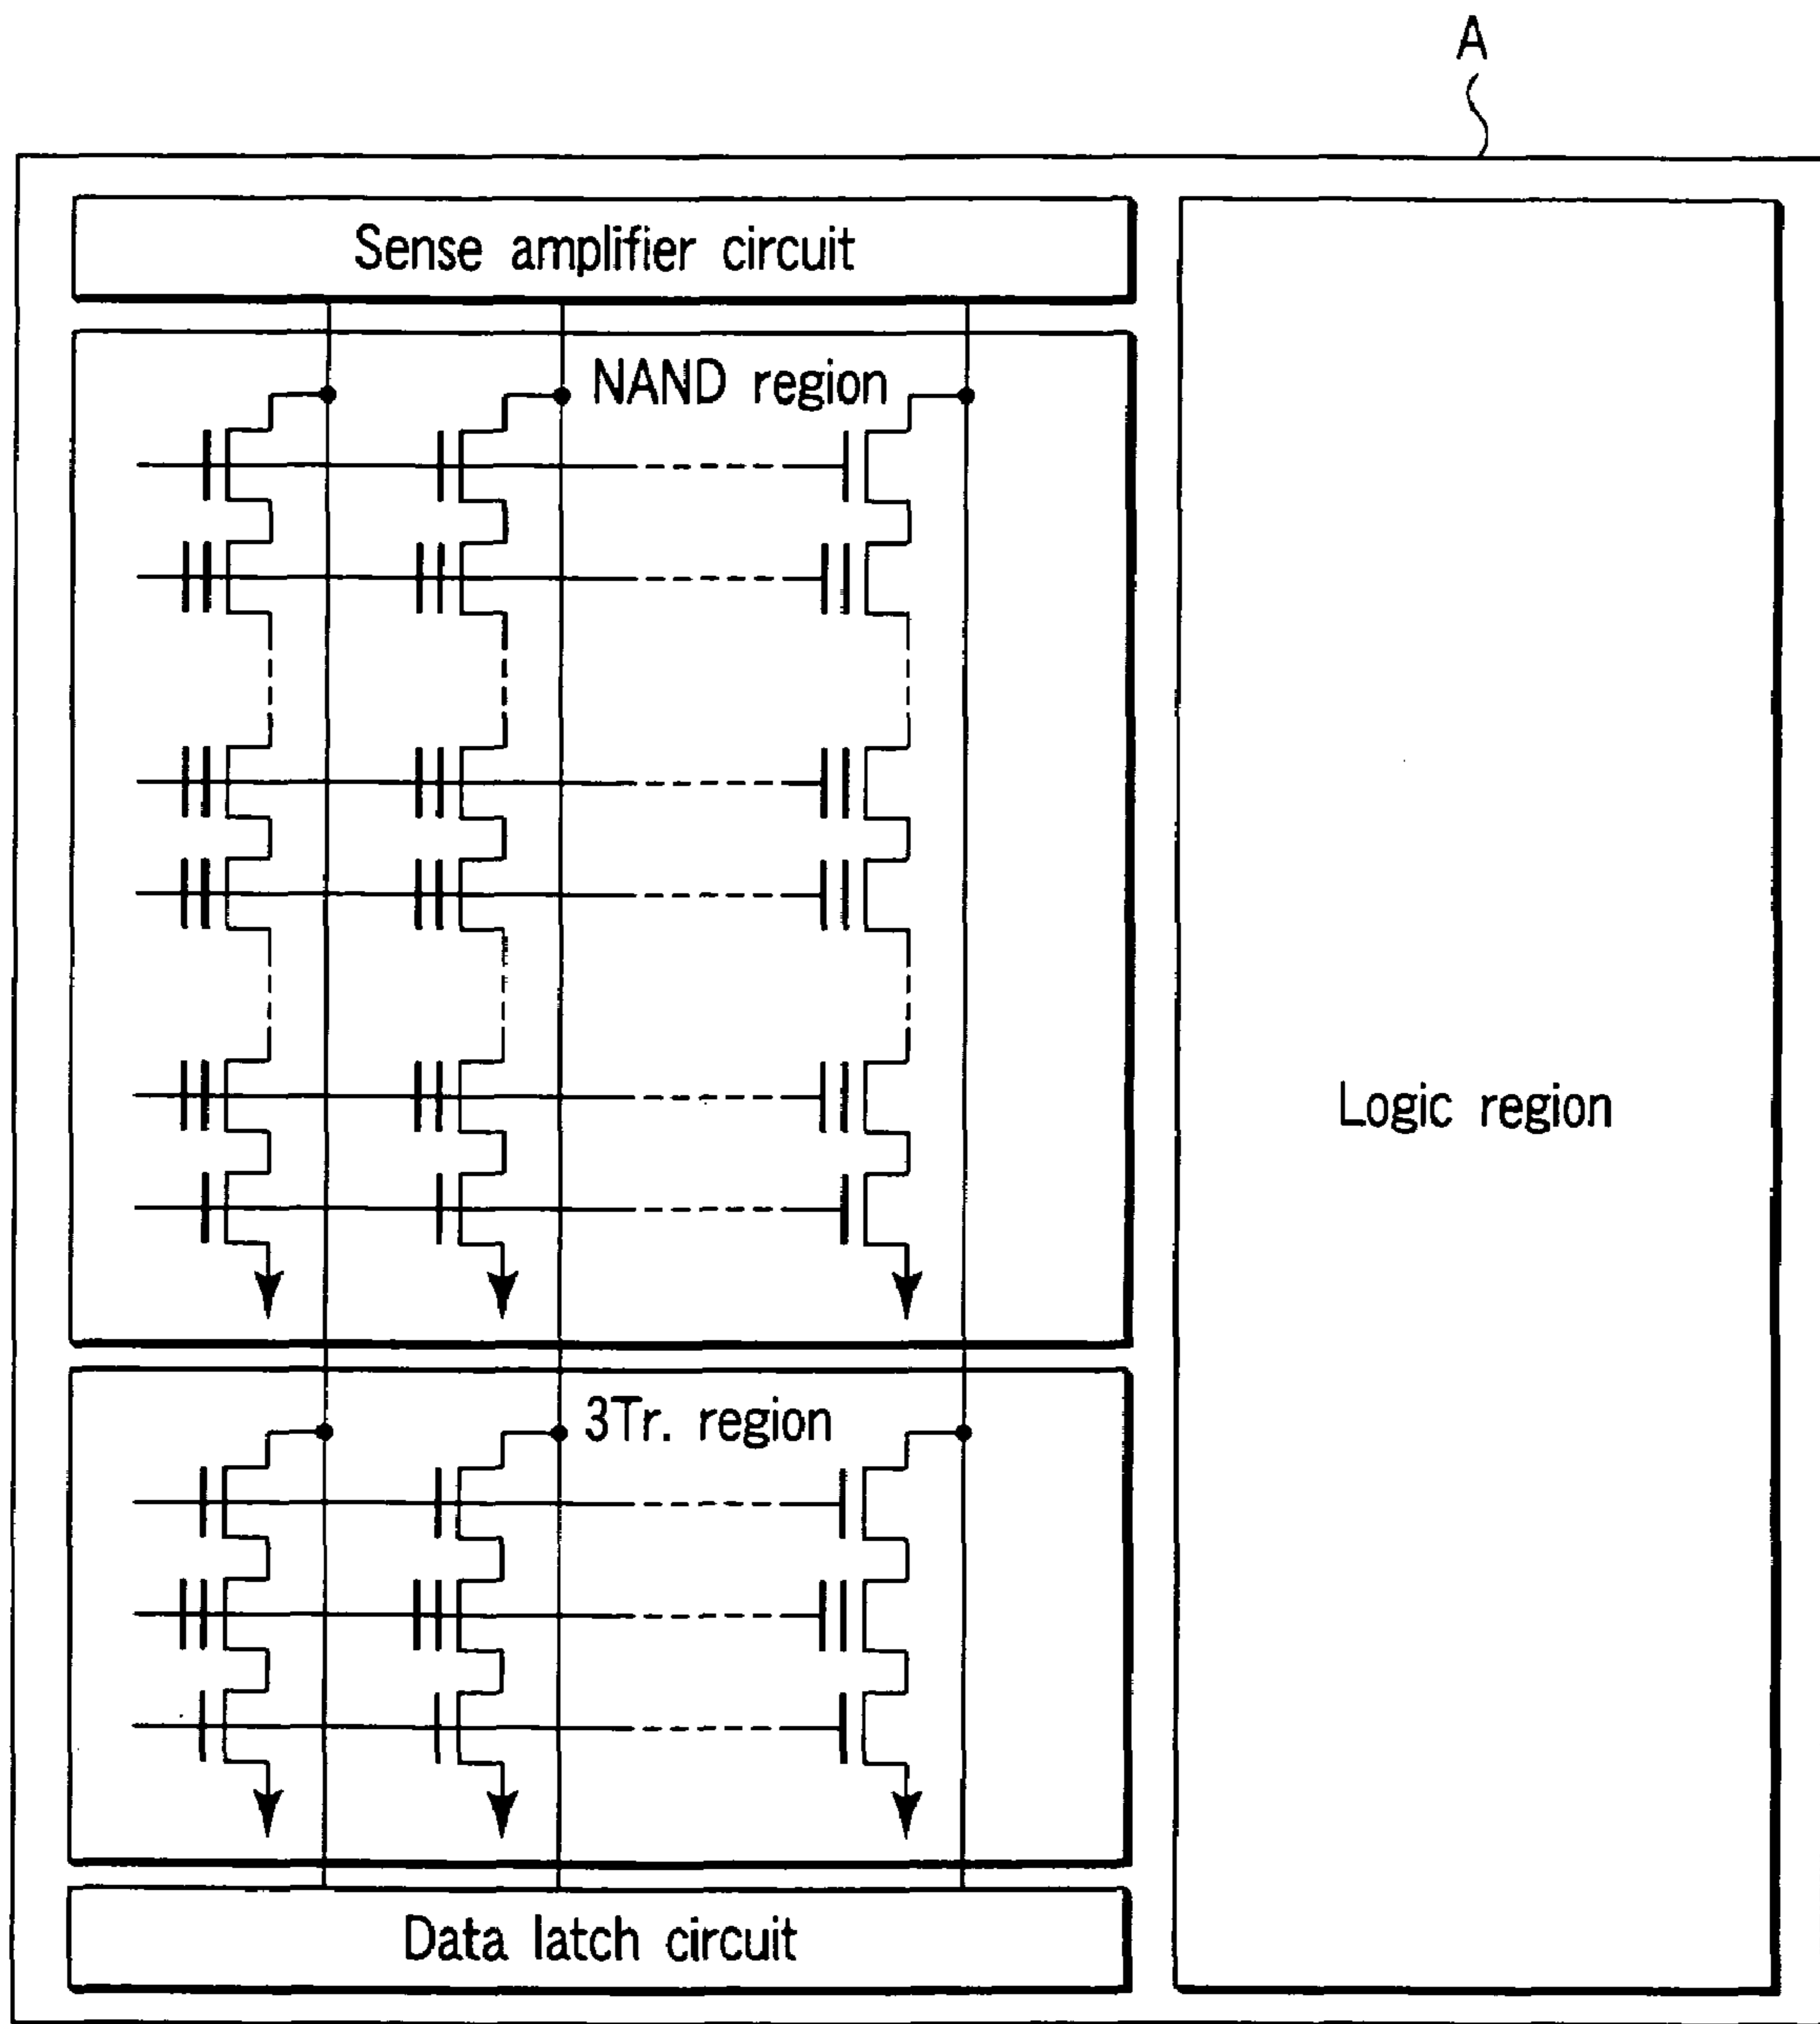 A
Sense amplifier circuit
NAND region
Logic region
3Tr. region
Data latch circuit